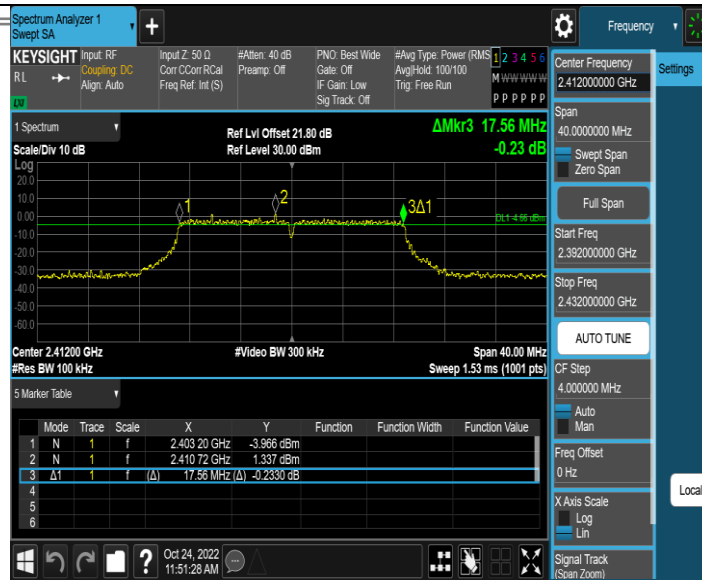 Spectrum Analyzer 1
Swept SA
+
Frequency
KEYSIGHT
RL
LXI
Input: RF
Coupling: DC
Align: Auto
Input Z: 50 Ω
Corr CCorr RCal
Freq Ref: Int (S)
#Atten: 40 dB
Preamp: Off
PNO: Best Wide
Gate: Off
IF Gain: Low
Sig Track: Off
#Avg Type: Power (RMS
Avg|Hold: 100/100
Trig: Free Run
1 2 3 4 5 6
M W W W W W
P P P P P P
1 Spectrum
Scale/Div 10 dB
Ref Lvl Offset 21.80 dB
Ref Level 30.00 dBm
ΔMkr3 17.56 MHz
-0.23 dB
Log
20.0
10.0
0.00
-10.0
-20.0
-30.0
-40.0
-50.0
-60.0
1
2
3Δ1
DL1 -4.66 dBm
Center 2.41200 GHz
#Res BW 100 kHz
#Video BW 300 kHz
Span 40.00 MHz
Sweep 1.53 ms (1001 pts)
5 Marker Table
Mode Trace Scale X Y Function Function Width Function Value
1 N 1 f 2.403 20 GHz -3.966 dBm
2 N 1 f 2.410 72 GHz 1.337 dBm
3 Δ1 1 f (Δ) 17.56 MHz (Δ) -0.2330 dB
4
5
6
?
Oct 24, 2022
11:51:28 AM
Center Frequency
2.412000000 GHz
Span
40.0000000 MHz
Swept Span
Zero Span
Full Span
Start Freq
2.392000000 GHz
Stop Freq
2.432000000 GHz
AUTO TUNE
CF Step
4.000000 MHz
Auto
Man
Freq Offset
0 Hz
X Axis Scale
Log
Lin
Signal Track
(Span Zoom)
Settings
Local